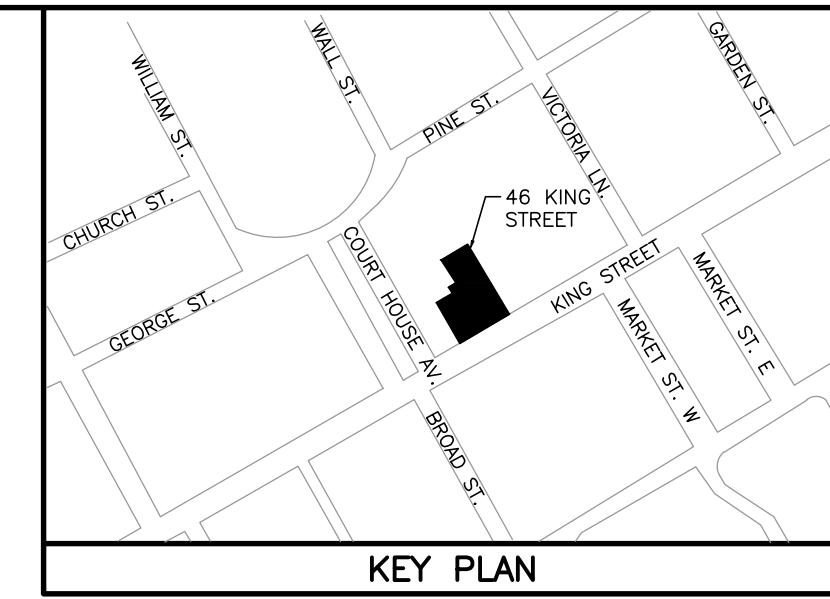 WILLIAM ST.
WALL ST.
GARDEN ST.
PINE ST.
VICTORIA LN.
46 KING
STREET
CHURCH ST.
COURT HOUSE AV.
KING STREET
MARKET ST. E
GEORGE ST.
MARKET ST. W
BROAD ST.
KEY PLAN